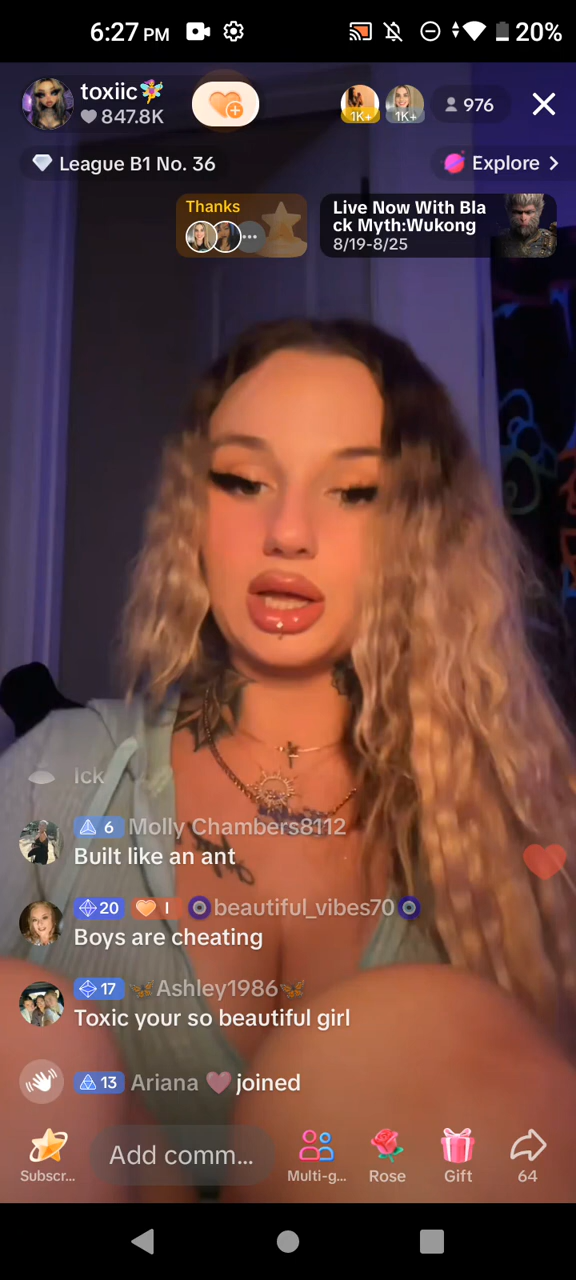 6:27 PM
20%
toxiic🧚
847.8K
1K+
1K+
976
League B1 No. 36
Explore >
Thanks
...
Live Now With Bla
ck Myth:Wukong
8/19-8/25
Ick
6 Molly Chambers8112
Built like an ant
20 I 🧿beautiful_vibes70🧿
Boys are cheating
17 🦋Ashley1986🦋
Toxic your so beautiful girl
13 Ariana 🩷 joined
Add comm...
Subscr...
Multi-g...
Rose
Gift
64